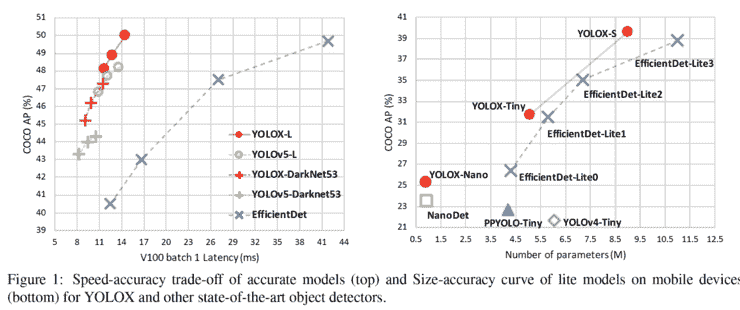 50
49
48
47
46
45
44
43
42
41
40
39
COCO AP (%)
YOLOX-L
YOLOv5-L
YOLOX-DarkNet53
YOLOv5-Darknet53
EfficientDet
5 8 11 14 17 20 23 26 29 32 35 38 41 44
V100 batch 1 Latency (ms)
41
39
37
35
33
31
29
27
25
23
21
COCO AP (%)
YOLOX-S
EfficientDet-Lite3
EfficientDet-Lite2
YOLOX-Tiny
EfficientDet-Lite1
YOLOX-Nano
EfficientDet-Lite0
NanoDet
PPYOLO-Tiny
YOLOv4-Tiny
0.5 1.5 2.5 3.5 4.5 5.5 6.5 7.5 8.5 9.5 10.5 11.5 12.5
Number of parameters (M)
Figure 1: Speed-accuracy trade-off of accurate models (top) and Size-accuracy curve of lite models on mobile devices
(bottom) for YOLOX and other state-of-the-art object detectors.